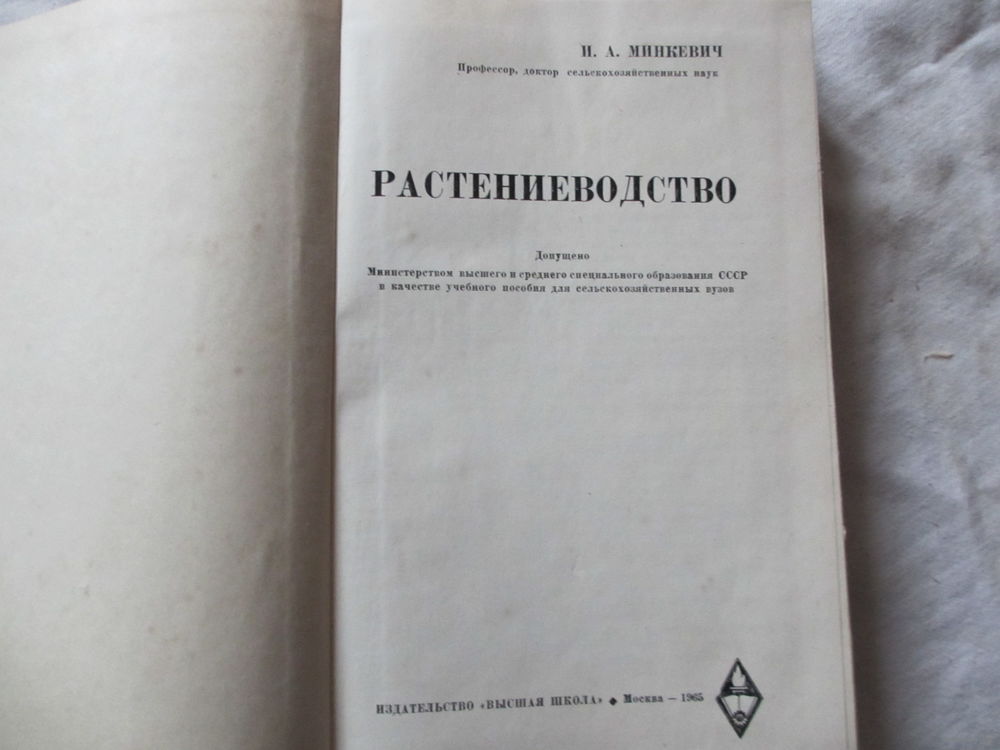 И. А. МИНКЕВИЧ
Профессор, доктор сельскохозяйственных наук
РАСТЕНИЕВОДСТВО
Допущено
Министерством высшего и среднего специального образования СССР
в качестве учебного пособия для сельскохозяйственных вузов
ИЗДАТЕЛЬСТВО «ВЫСШАЯ ШКОЛА» ◆ Москва — 1965